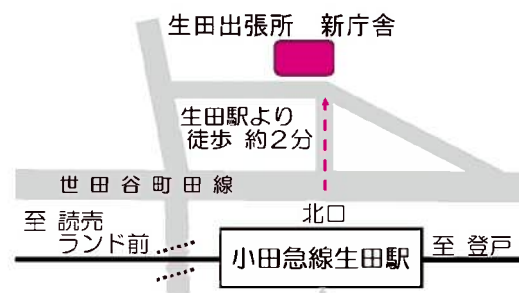 生田出張所　新庁舎
生田駅より
徒歩 約2分
世田谷町田線
北口
至 読売
ランド前
小田急線生田駅
至 登戸